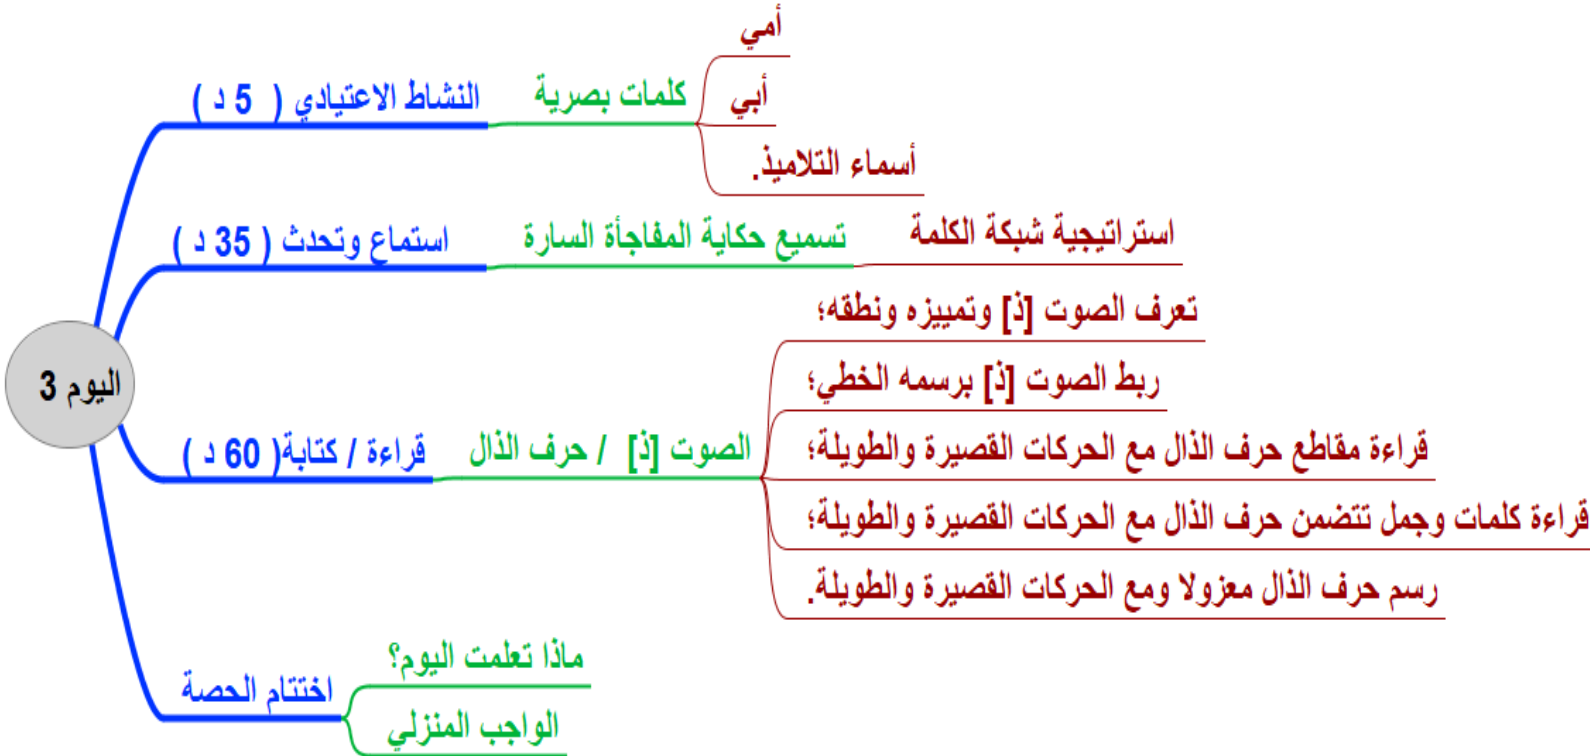 اليوم 3
النشاط الاعتيادي ( 5 د )
كلمات بصرية
أمي
أبي
أسماء التلاميذ.
استماع وتحدث ( 35 د )
تسميع حكاية المفاجأة السارة
استراتيجية شبكة الكلمة
قراءة / كتابة( 60 د )
الصوت [ذ] / حرف الذال
تعرف الصوت [ذ] وتمييزه ونطقه؛
ربط الصوت [ذ] برسمه الخطي؛
قراءة مقاطع حرف الذال مع الحركات القصيرة والطويلة؛
قراءة كلمات وجمل تتضمن حرف الذال مع الحركات القصيرة والطويلة؛
رسم حرف الذال معزولا ومع الحركات القصيرة والطويلة.
اختتام الحصة
ماذا تعلمت اليوم؟
الواجب المنزلي